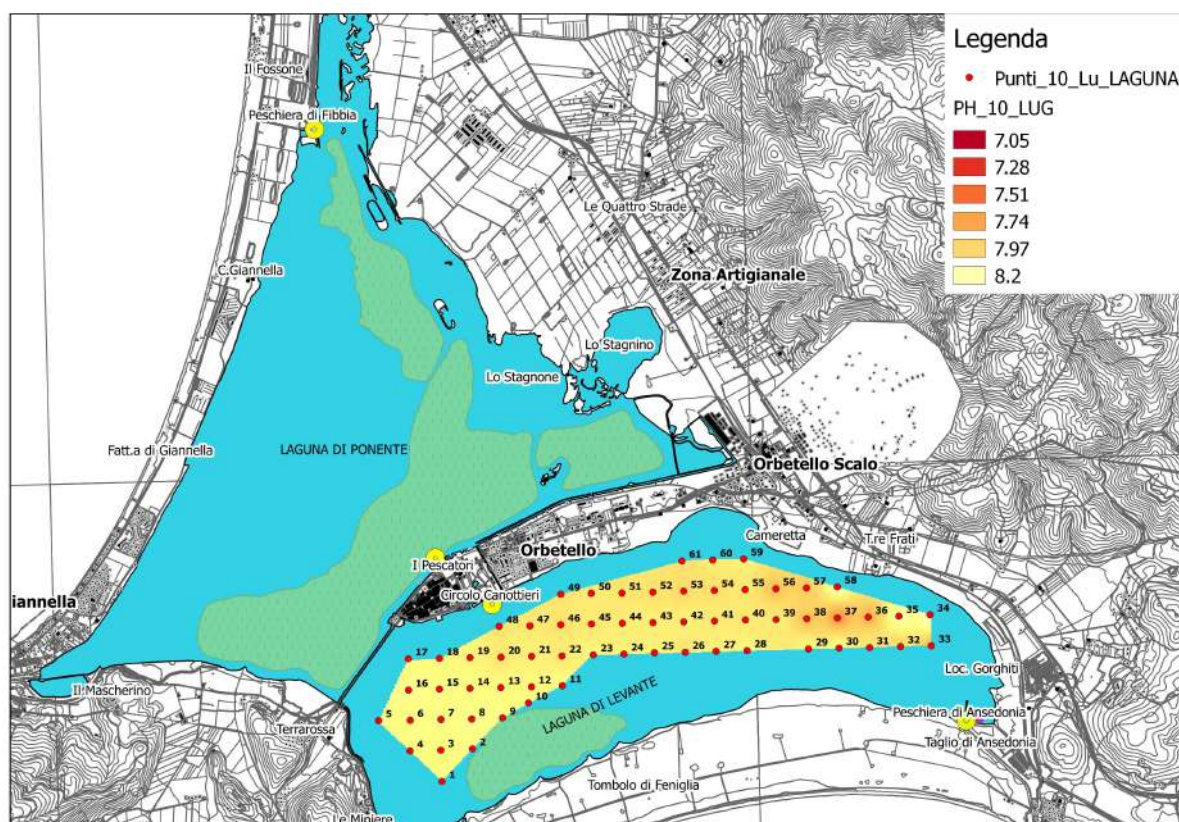 Legenda
Punti_10_Lu_LAGUNA
PH_10_LUG
7.05
7.28
7.51
7.74
7.97
8.2
Il Fossone
Peschiera di Fibbia
Le Quattro Strade
C.Giannella
Zona Artigianale
Lo Stagnino
Lo Stagnone
Fatt.a di Giannella
LAGUNA DI PONENTE
Orbetello Scalo
Cameretta
T.re Frati
Orbetello
I Pescatori
Circolo Canottieri
iannella
61 60 59
49 50 51 52 53 54 55 56 57 58
48 47 46 45 44 43 42 41 40 39 38 37 36 35 34
17 18 19 20 21 22 23 24 25 26 27 28 29 30 31 32 33
16 15 14 13 12 11
10
5 6 7 8 9
4 3 2
1
Loc. Gorghiti
Il Mascherino
LAGUNA DI LEVANTE
Terrarossa
Peschiera di Ansedonia
Taglio di Ansedonia
Tombolo di Feniglia
Le Miniere